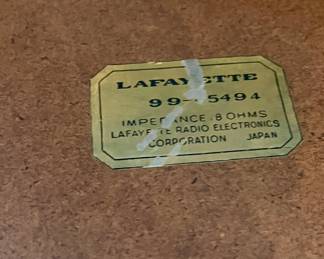 LAFAYETTE
99-5494
IMPEDANCE : 8 OHMS
LAFAYETTE RADIO ELECTRONICS
CORPORATION JAPAN